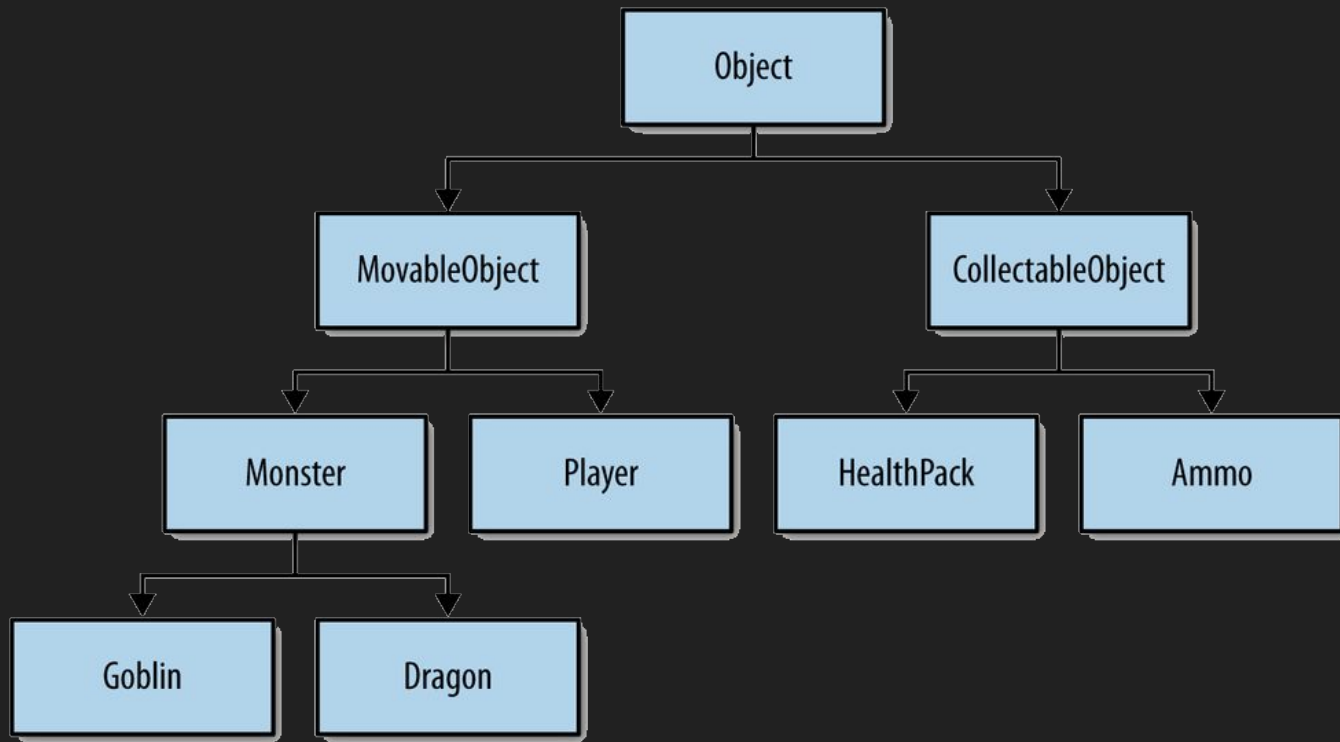 Object
MovableObject
CollectableObject
Monster
Player
HealthPack
Ammo
Goblin
Dragon